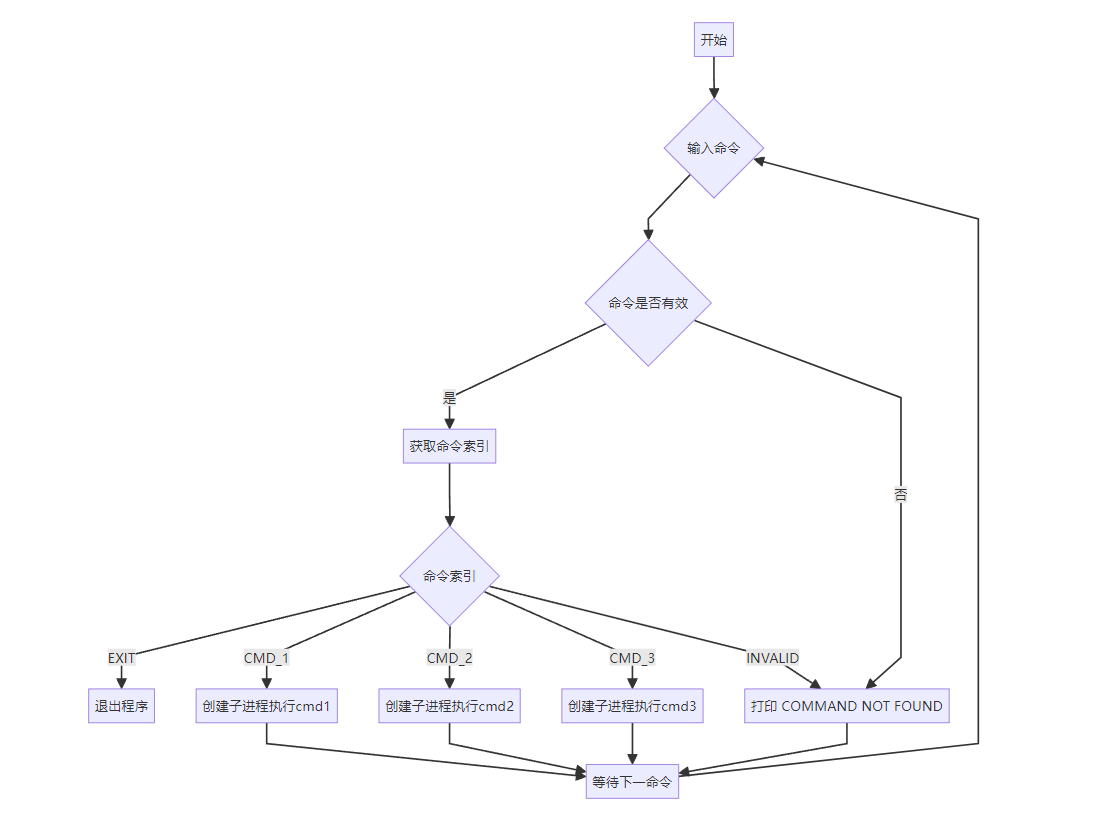 开始
输入命令
命令是否有效
是
获取命令索引
否
命令索引
EXIT
CMD_1
CMD_2
CMD_3
INVALID
退出程序
创建子进程执行cmd1
创建子进程执行cmd2
创建子进程执行cmd3
打印 COMMAND NOT FOUND
等待下一命令